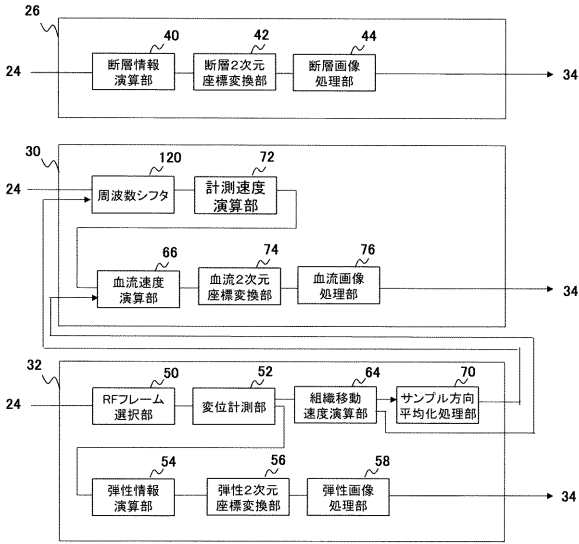 26
40
42
44
24
断層情報
演算部
断層2次元
座標変換部
断層画像
処理部
34
30
120
72
24
周波数シフタ
計測速度
演算部
66
74
76
血流速度
演算部
血流2次元
座標変換部
血流画像
処理部
34
32
50
52
64
70
24
RFフレーム
選択部
変位計測部
組織移動
速度演算部
サンプル方向
平均化処理部
54
56
58
弾性情報
演算部
弾性2次元
座標変換部
弾性画像
処理部
34